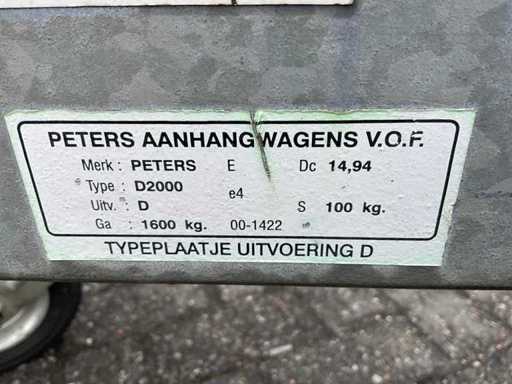 PETERS AANHANGWAGENS V.O.F.
Merk : PETERS E Dc 14,94
Type : D2000 e4
Uitv. : D S 100 kg.
Ga : 1600 kg. 00-1422
TYPEPLAATJE UITVOERING D